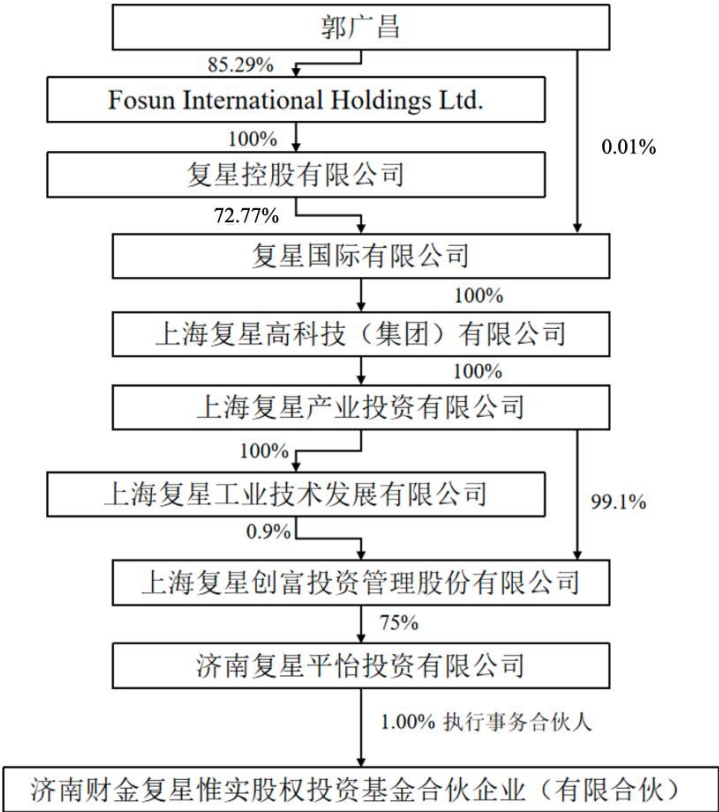 郭广昌
85.29%
Fosun International Holdings Ltd.
100%
0.01%
复星控股有限公司
72.77%
复星国际有限公司
100%
上海复星高科技（集团）有限公司
100%
上海复星产业投资有限公司
100%
上海复星工业技术发展有限公司
99.1%
0.9%
上海复星创富投资管理股份有限公司
75%
济南复星平怡投资有限公司
1.00% 执行事务合伙人
济南财金复星惟实股权投资基金合伙企业（有限合伙）